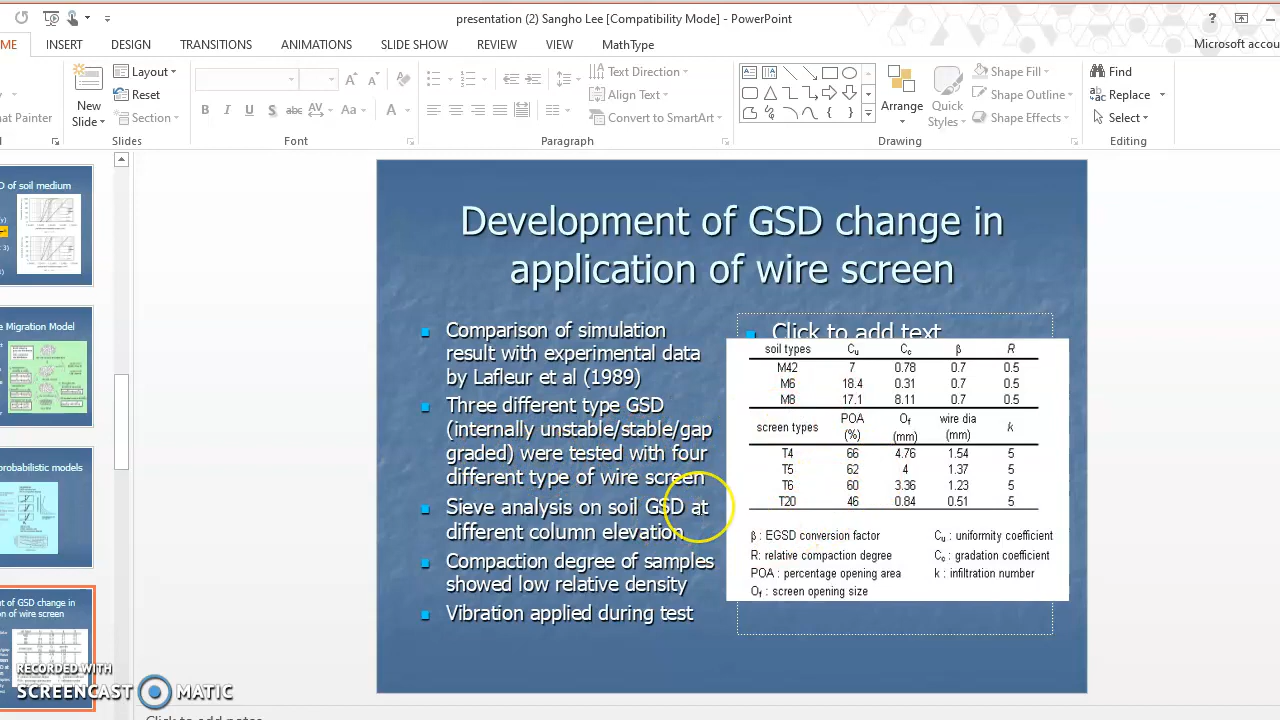 presentation (2) Sangho Lee [Compatibility Mode] - PowerPoint
?
ME INSERT DESIGN TRANSITIONS ANIMATIONS SLIDE SHOW REVIEW VIEW MathType Microsoft accou
Layout
Reset
Section
New
Slide
hat Painter
Slides
B I U S abc AV Aa A
Font
Text Direction
Align Text
Convert to SmartArt
Paragraph
Arrange
Quick
Styles
Shape Fill
Shape Outline
Shape Effects
Drawing
Find
Replace
Select
Editing
D of soil medium
e Migration Model
probabilistic models
nt of GSD change in
on of wire screen
Development of GSD change in
application of wire screen
Comparison of simulation
result with experimental data
by Lafleur et al (1989)
Three different type GSD
(internally unstable/stable/gap
graded) were tested with four
different type of wire screen
Sieve analysis on soil GSD at
different column elevation
Compaction degree of samples
showed low relative density
Vibration applied during test
Click to add text
soil types Cu Cc β R
M42 7 0.78 0.7 0.5
M6 18.4 0.31 0.7 0.5
M8 17.1 8.11 0.7 0.5
screen types POA (%) Of (mm) wire dia (mm) k
T4 66 4.76 1.54 5
T5 62 4 1.37 5
T6 60 3.36 1.23 5
T20 46 0.84 0.51 5
β : EGSD conversion factor Cu : uniformity coefficient
R: relative compaction degree Cc : gradation coefficient
POA : percentage opening area k : infiltration number
Of : screen opening size
RECORDED WITH
SCREENCAST MATIC
Click to add notes